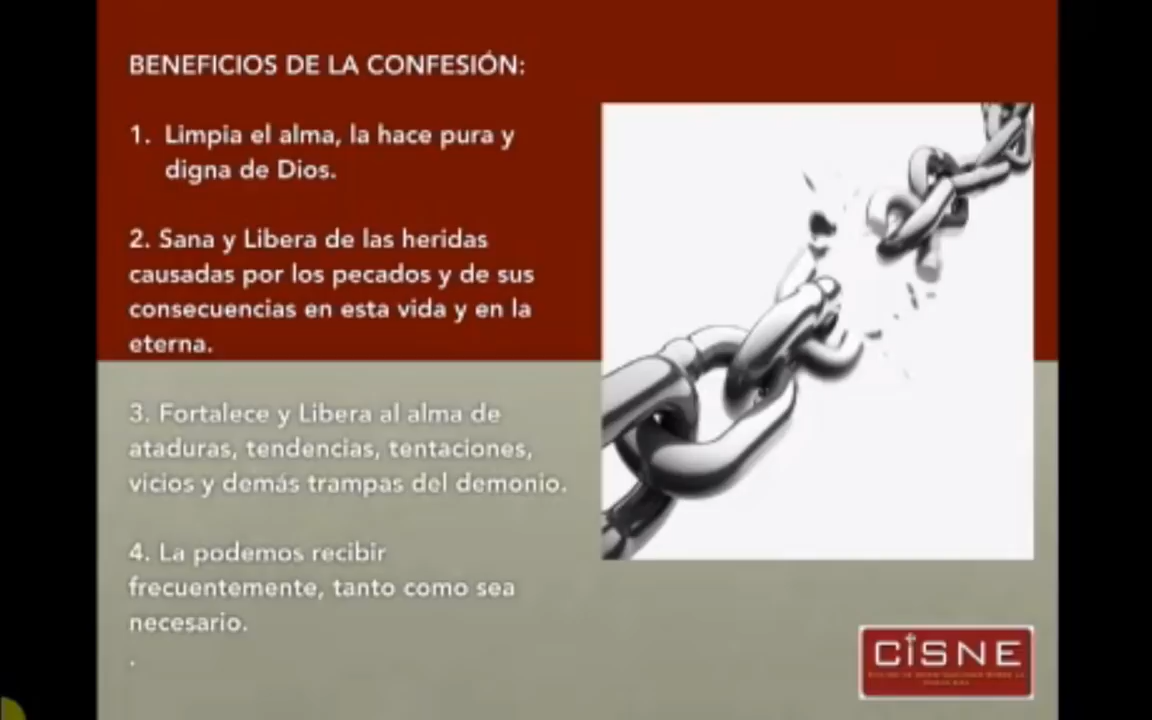 BENEFICIOS DE LA CONFESIÓN:
1. Limpia el alma, la hace pura y
digna de Dios.
2. Sana y Libera de las heridas
causadas por los pecados y de sus
consecuencias en esta vida y en la
eterna.
3. Fortalece y Libera al alma de
ataduras, tendencias, tentaciones,
vicios y demás trampas del demonio.
4. La podemos recibir
frecuentemente, tanto como sea
necesario.
.
CiSNE